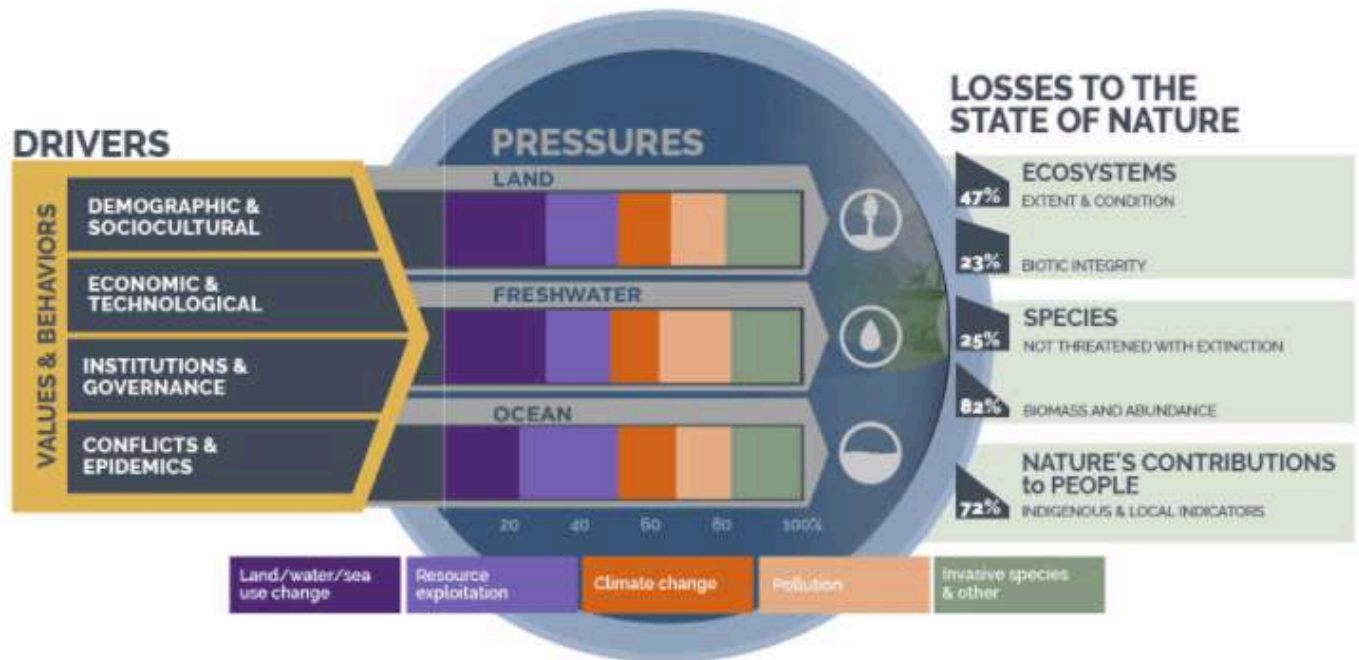 DRIVERS
VALUES & BEHAVIORS
DEMOGRAPHIC &
SOCIOCULTURAL
ECONOMIC &
TECHNOLOGICAL
INSTITUTIONS &
GOVERNANCE
CONFLICTS &
EPIDEMICS
PRESSURES
LAND
FRESHWATER
OCEAN
20 40 60 80 100%
Land/water/sea
use change
Resource
exploitation
Climate change
Pollution
Invasive species
& other
LOSSES TO THE
STATE OF NATURE
ECOSYSTEMS
47% EXTENT & CONDITION
23% BIOTIC INTEGRITY
SPECIES
25% NOT THREATENED WITH EXTINCTION
82% BIOMASS AND ABUNDANCE
NATURE'S CONTRIBUTIONS
to PEOPLE
72% INDIGENOUS & LOCAL INDICATORS